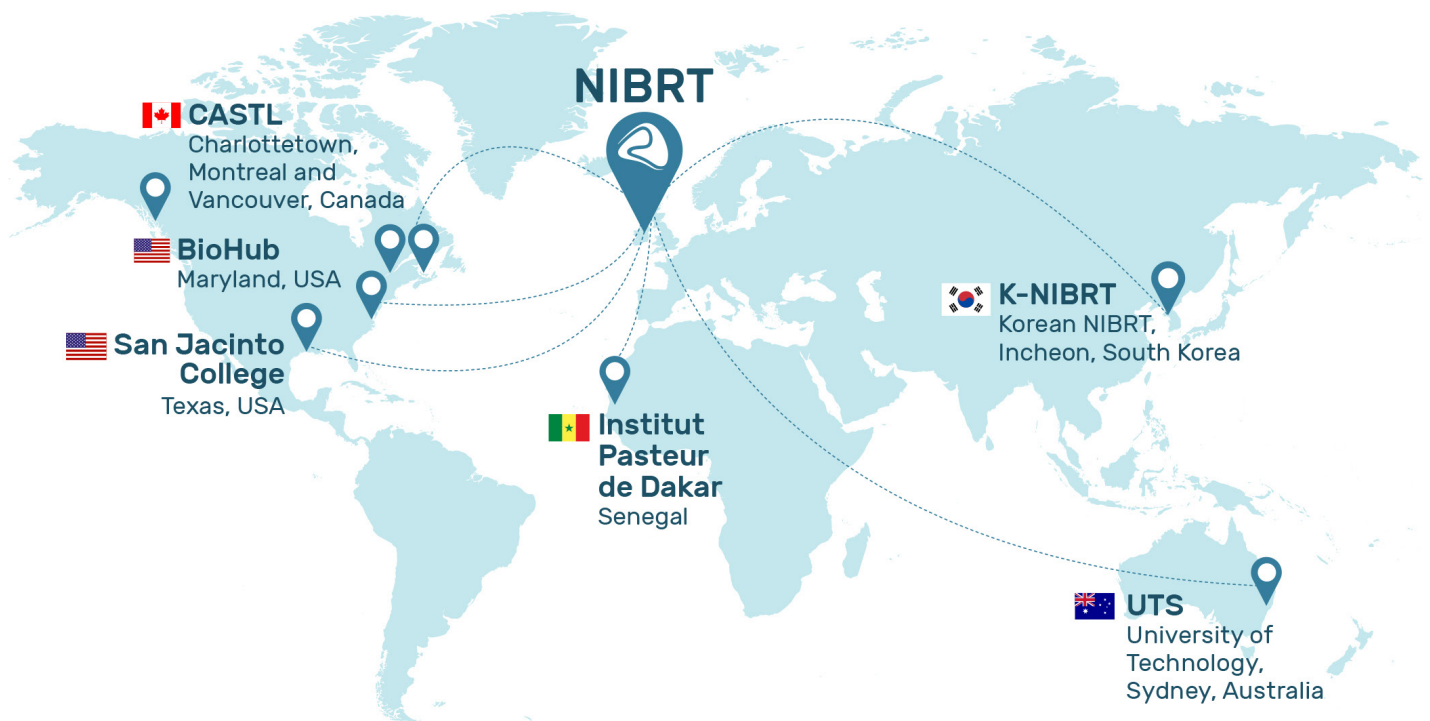 NIBRT
CASTL
Charlottetown,
Montreal and
Vancouver, Canada
BioHub
Maryland, USA
San Jacinto
College
Texas, USA
Institut
Pasteur
de Dakar
Senegal
K-NIBRT
Korean NIBRT,
Incheon, South Korea
UTS
University of
Technology,
Sydney, Australia